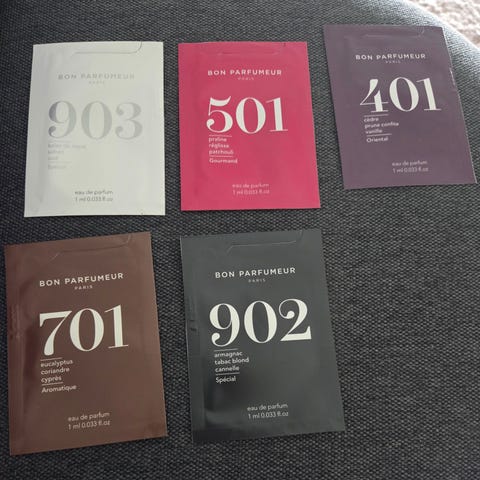 BON PARFUMEUR
PARIS
903
safran
oud
Spécial
eau de parfum
1 ml 0.033 fl.oz
BON PARFUMEUR
PARIS
501
praline
réglisse
patchouli
Gourmand
eau de parfum
1 ml 0.033 fl.oz
BON PARFUMEUR
PARIS
401
cèdre
prune confite
vanille
Oriental
eau de parfum
1 ml 0.033 fl.oz
BON PARFUMEUR
PARIS
701
eucalyptus
coriandre
cyprès
Aromatique
eau de parfum
1 ml 0.033 fl.oz
BON PARFUMEUR
PARIS
902
armagnac
tabac blond
cannelle
Spécial
eau de parfum
1 ml 0.033 fl.oz